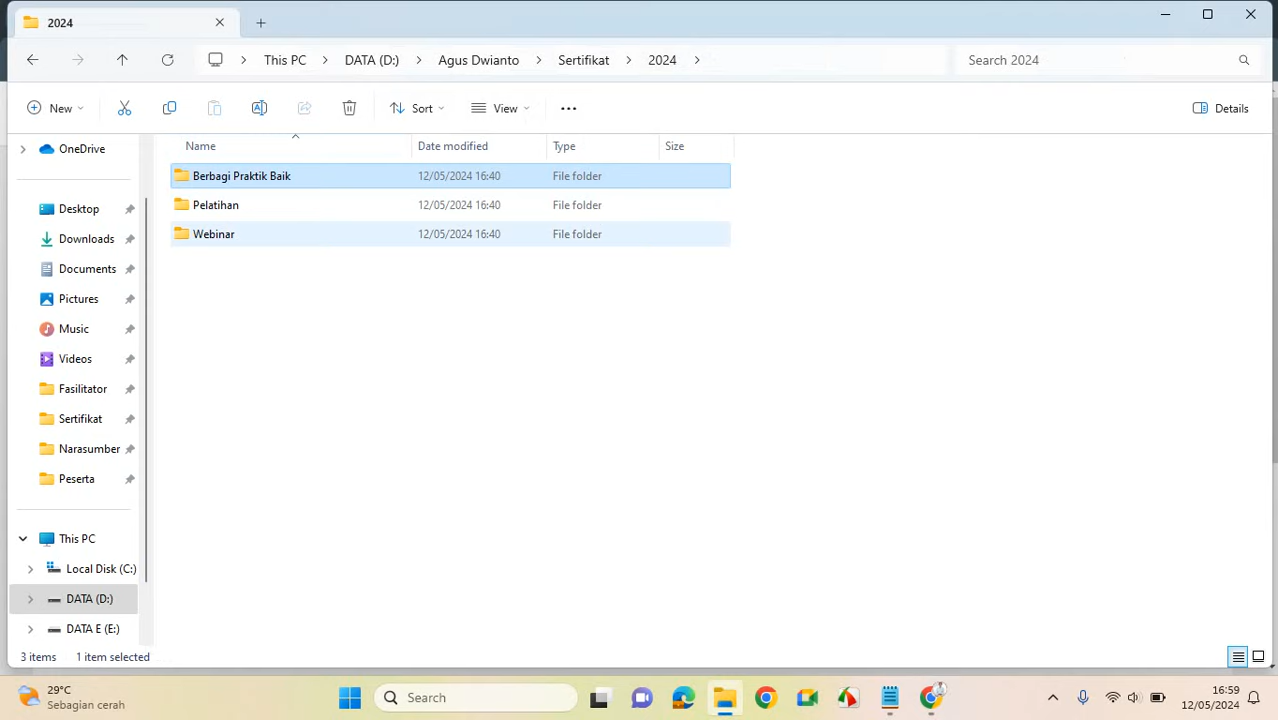 2024
This PC
DATA (D:)
Agus Dwianto
Sertifikat
2024
Search 2024
New
Sort
View
Details
OneDrive
Desktop
Downloads
Documents
Pictures
Music
Videos
Fasilitator
Sertifikat
Narasumber
Peserta
This PC
Local Disk (C:)
DATA (D:)
DATA E (E:)
Name Date modified Type Size
Berbagi Praktik Baik 12/05/2024 16:40 File folder
Pelatihan 12/05/2024 16:40 File folder
Webinar 12/05/2024 16:40 File folder
3 items 1 item selected
29°C
Sebagian cerah
Search
16:59
12/05/2024